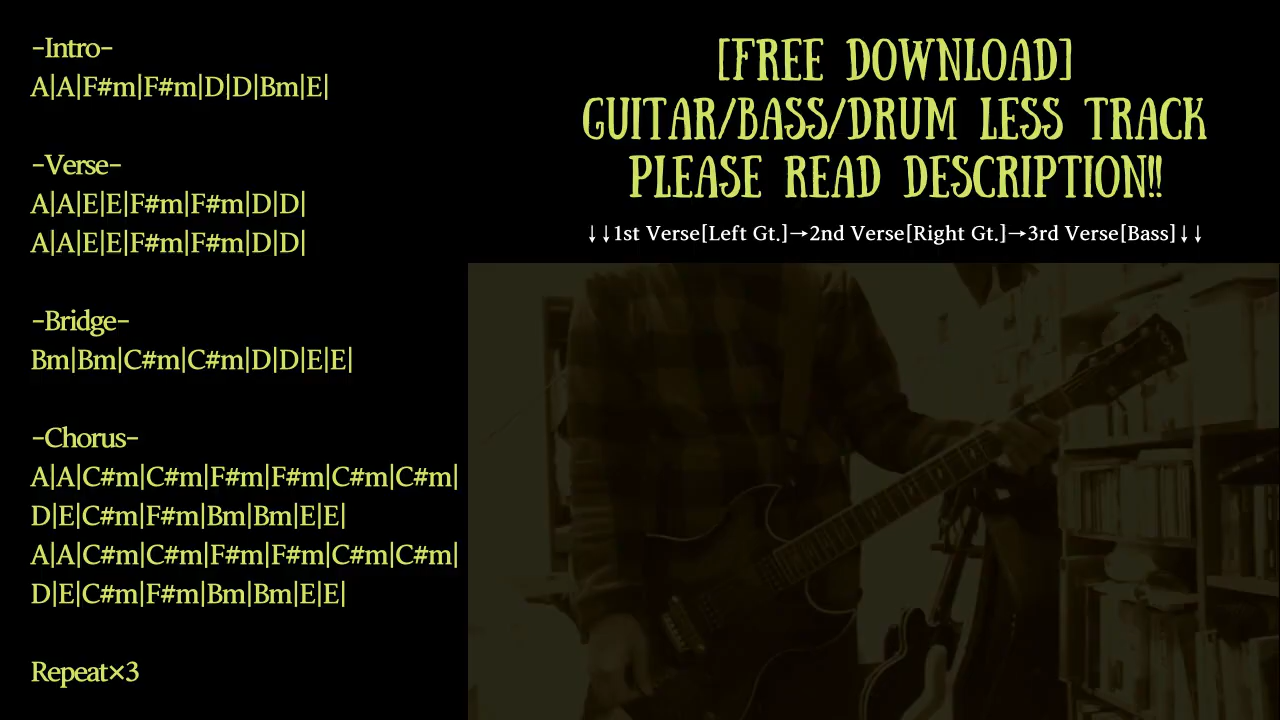 -Intro-
A|A|F#m|F#m|D|D|Bm|E|
-Verse-
A|A|E|E|F#m|F#m|D|D|
A|A|E|E|F#m|F#m|D|D|
-Bridge-
Bm|Bm|C#m|C#m|D|D|E|E|
-Chorus-
A|A|C#m|C#m|F#m|F#m|C#m|C#m|
D|E|C#m|F#m|Bm|Bm|E|E|
A|A|C#m|C#m|F#m|F#m|C#m|C#m|
D|E|C#m|F#m|Bm|Bm|E|E|
Repeat×3
[FREE DOWNLOAD]
GUITAR/BASS/DRUM LESS TRACK
PLEASE READ DESCRIPTION!!
↓↓1st Verse[Left Gt.]→2nd Verse[Right Gt.]→3rd Verse[Bass]↓↓